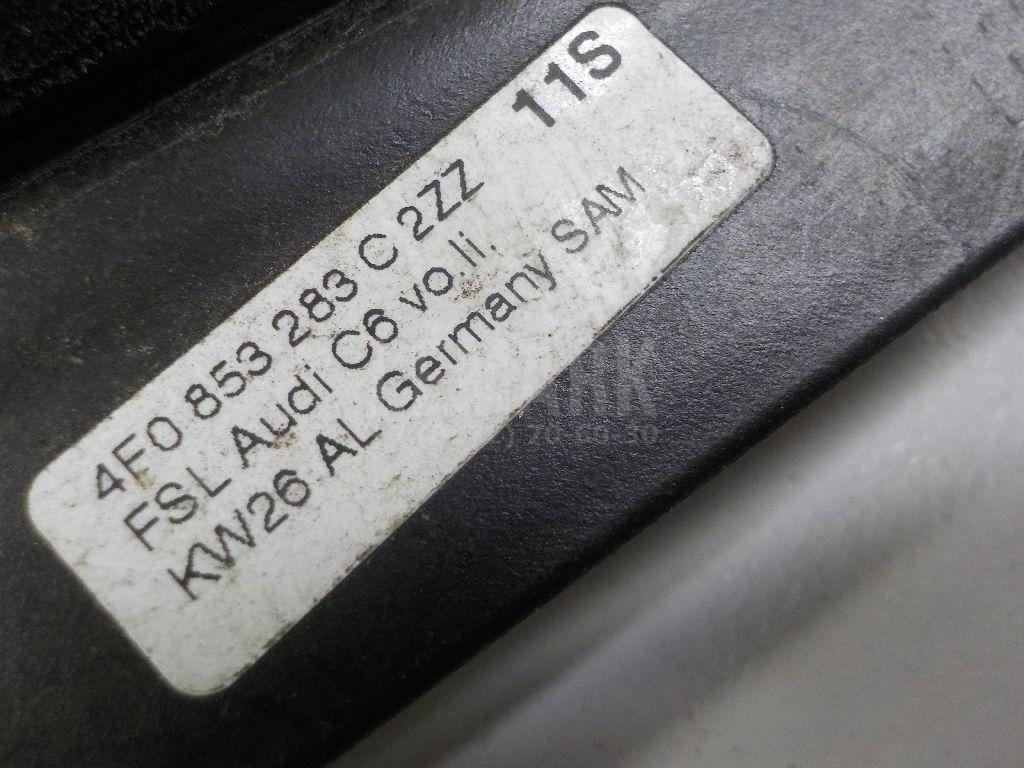 11S
4F0 853 283 C 2ZZ
FSL Audi C6 vo.li.
KW26 AL Germany SAM